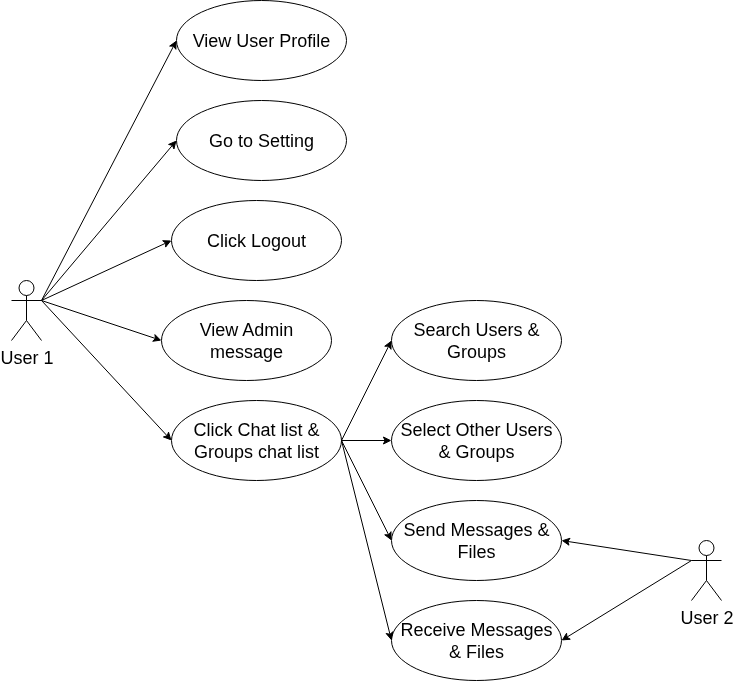 View User Profile
Go to Setting
Click Logout
View Admin
message
User 1
Click Chat list &
Groups chat list
Search Users &
Groups
Select Other Users
& Groups
Send Messages &
Files
Receive Messages
& Files
User 2